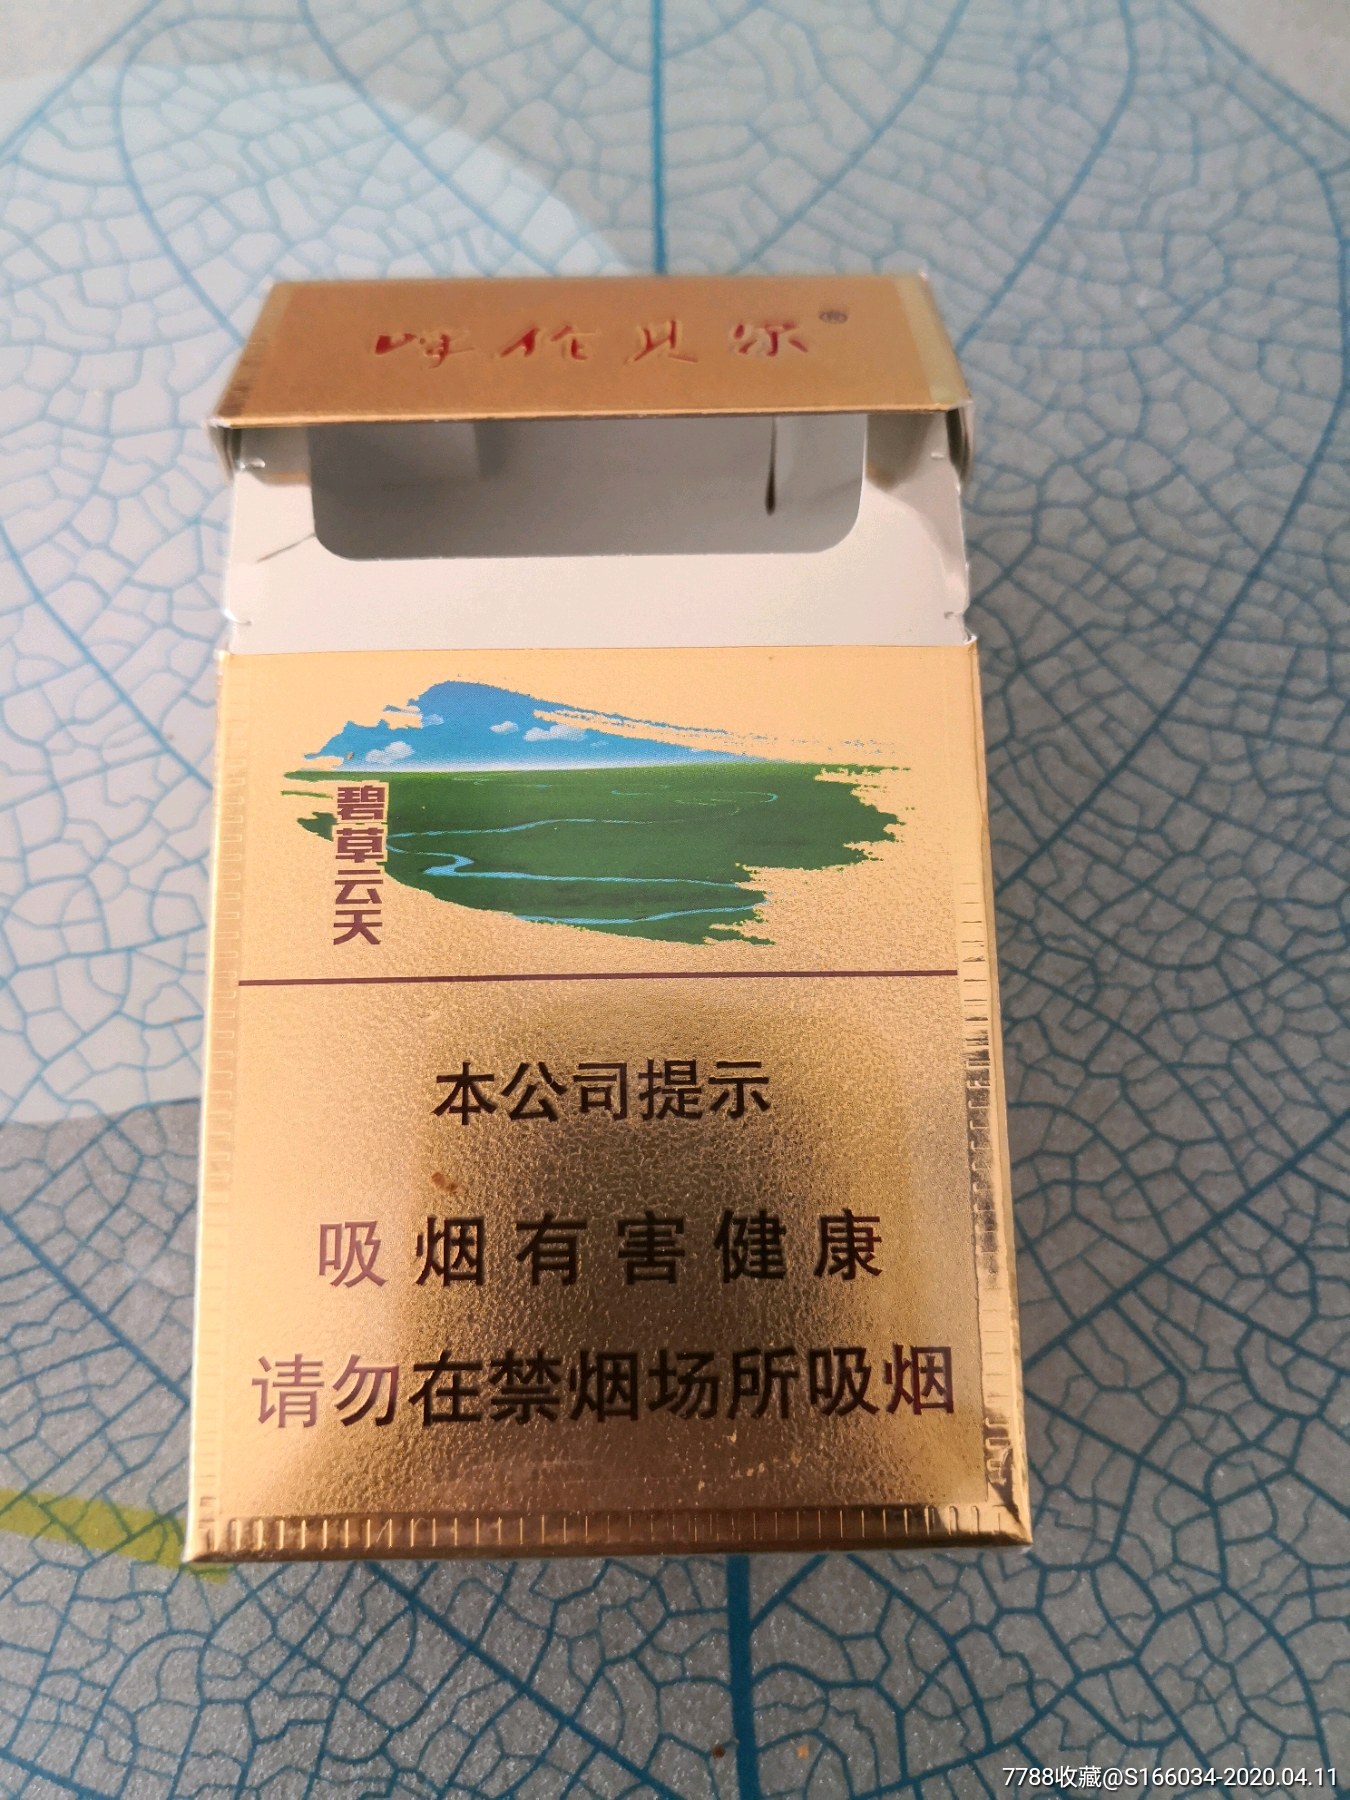 呼伦贝尔®
碧草云天
本公司提示
吸烟有害健康
请勿在禁烟场所吸烟
7788收藏@S166034-2020.04.11